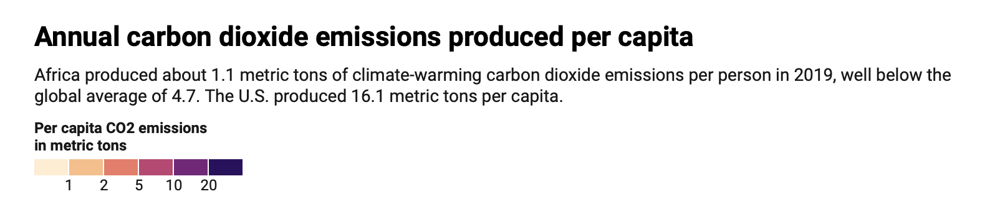 Annual carbon dioxide emissions produced per capita
Africa produced about 1.1 metric tons of climate-warming carbon dioxide emissions per person in 2019, well below the
global average of 4.7. The U.S. produced 16.1 metric tons per capita.
Per capita CO2 emissions
in metric tons
1 2 5 10 20